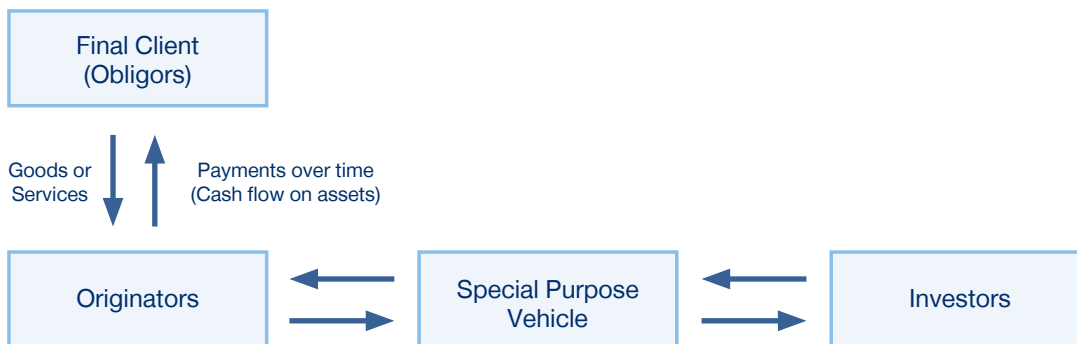 Final Client
(Obligors)
Goods or
Services
Payments over time
(Cash flow on assets)
Originators
Special Purpose
Vehicle
Investors